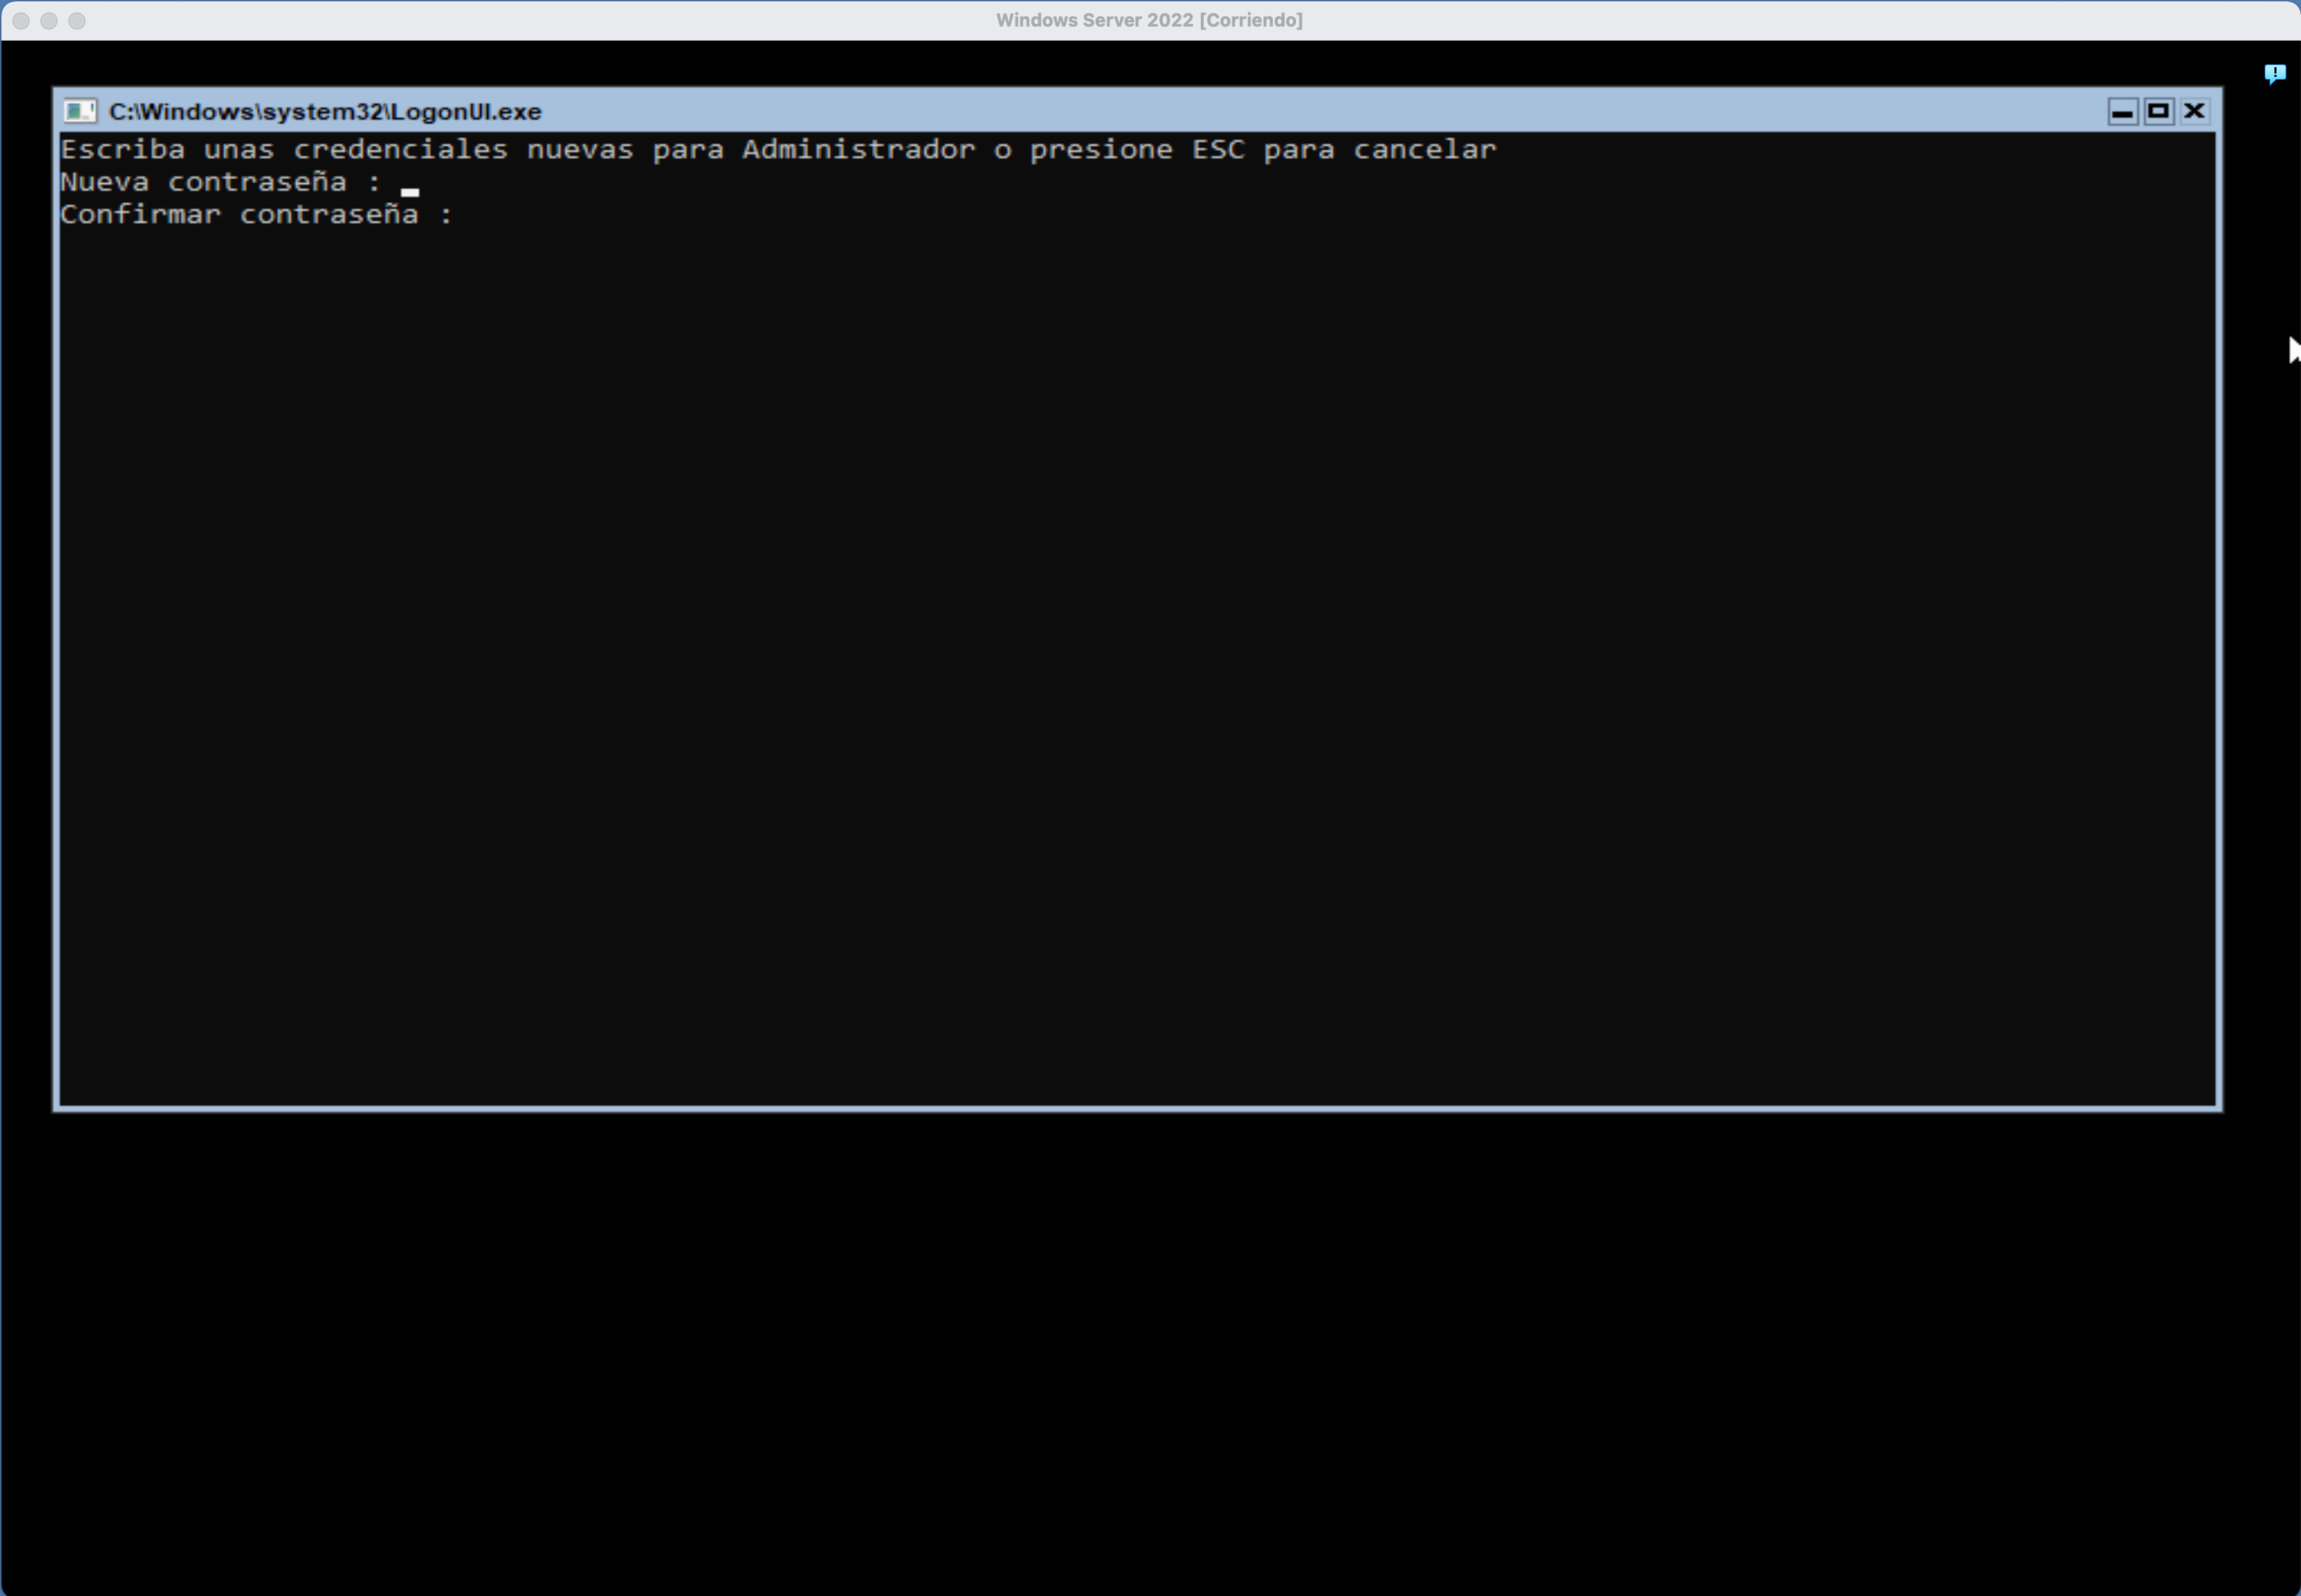 Windows Server 2022 [Corriendo]
C:\Windows\system32\LogonUI.exe
Escriba unas credenciales nuevas para Administrador o presione ESC para cancelar
Nueva contraseña :
Confirmar contraseña :